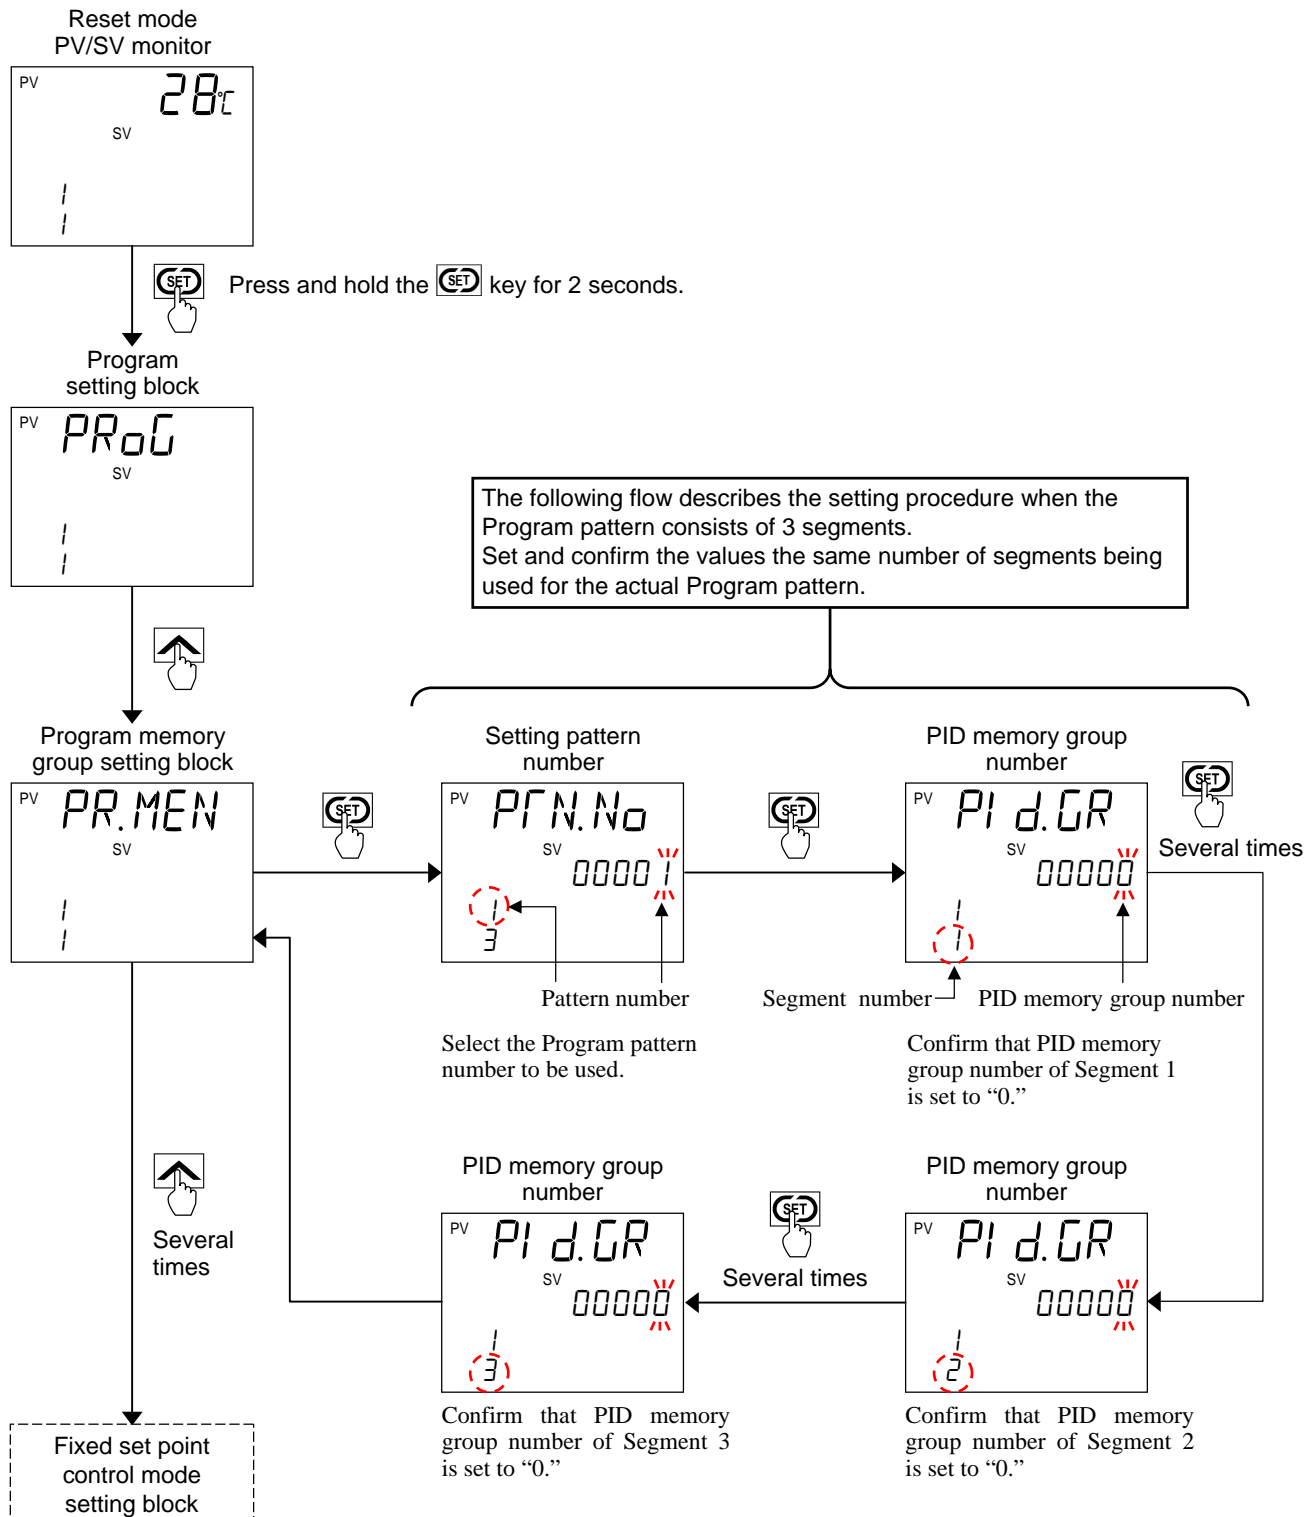 Reset mode
PV/SV monitor
PV
28℃
SV
1
1
SET
Press and hold the SET key for 2 seconds.
Program
setting block
PV
PRoG
SV
1
1
The following flow describes the setting procedure when the
Program pattern consists of 3 segments.
Set and confirm the values the same number of segments being
used for the actual Program pattern.
Program memory
group setting block
PV
PR.MEN
SV
1
1
SET
Setting pattern
number
PV
PTN.No
SV
00001
1
3
Pattern number
Select the Program pattern
number to be used.
SET
PID memory group
number
PV
PId.GR
SV
00000
1
1
Segment number
PID memory group number
Confirm that PID memory
group number of Segment 1
is set to “0.”
SET
Several times
PID memory group
number
PV
PId.GR
SV
00000
1
2
Confirm that PID memory
group number of Segment 2
is set to “0.”
SET
Several times
PID memory group
number
PV
PId.GR
SV
00000
1
3
Confirm that PID memory
group number of Segment 3
is set to “0.”
Several
times
Fixed set point
control mode
setting block